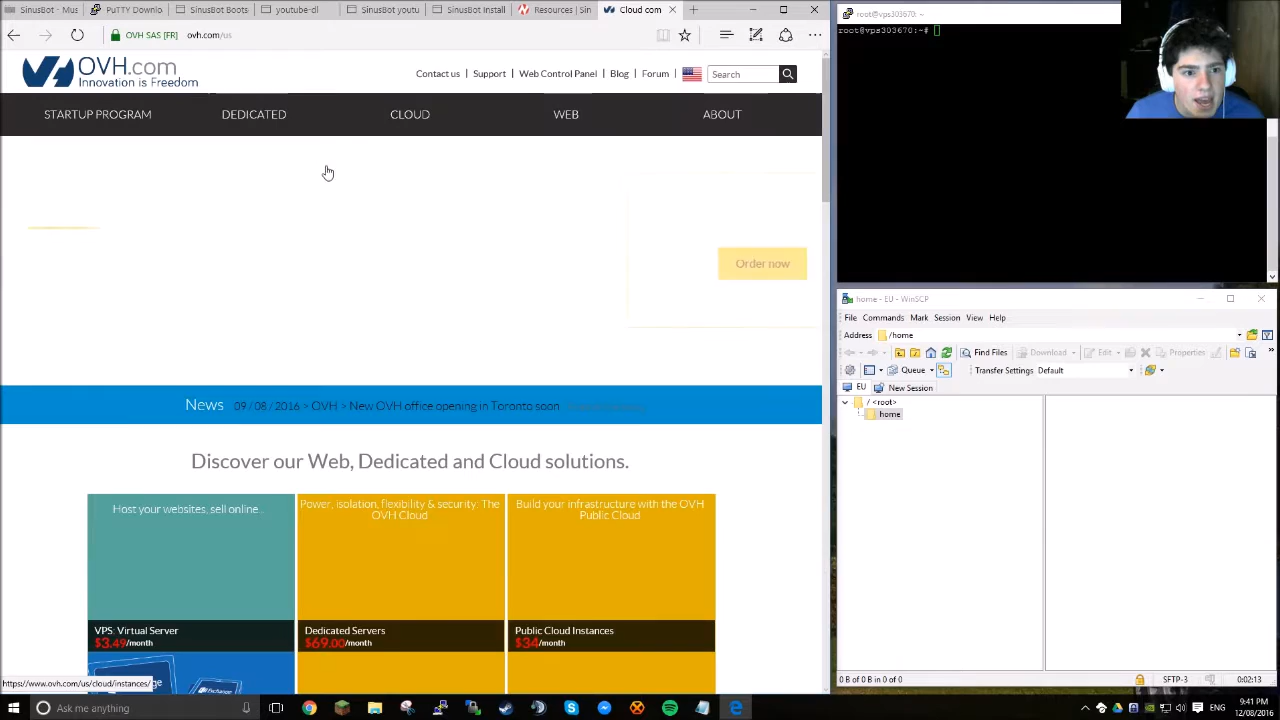 SinusBot - Mus
SinusBot Boots
youtube-dl
SinusBot youtu
SinusBot Install
Resources | Sin
Cloud com
OVH SAS [FR]
ovh.com/us
OVH.com
Innovation is Freedom
Contact us | Support | Web Control Panel | Blog | Forum |
Search
STARTUP PROGRAM
DEDICATED
CLOUD
WEB
ABOUT
Order now
News
09 / 08 / 2016 > OVH > New OVH office opening in Toronto soon
Discover our Web, Dedicated and Cloud solutions.
Host your websites, sell online...
VPS: Virtual Server
$3.49/month
Power, isolation, flexibility & security: The
OVH Cloud
Dedicated Servers
$69.00/month
Build your infrastructure with the OVH
Public Cloud
Public Cloud Instances
$34/month
https://www.ovh.com/us/cloud/instances/
root@vps303670: ~
root@vps303670:~#
home - EU - WinSCP
File Commands Mark Session View Help
Address /home
Find Files
Download
Edit
Properties
Queue
Transfer Settings Default
EU
New Session
/ <root>
home
0 B of 0 B in 0 of 0
SFTP-3
0:02:13
Ask me anything
ENG
9:41 PM
12/08/2016